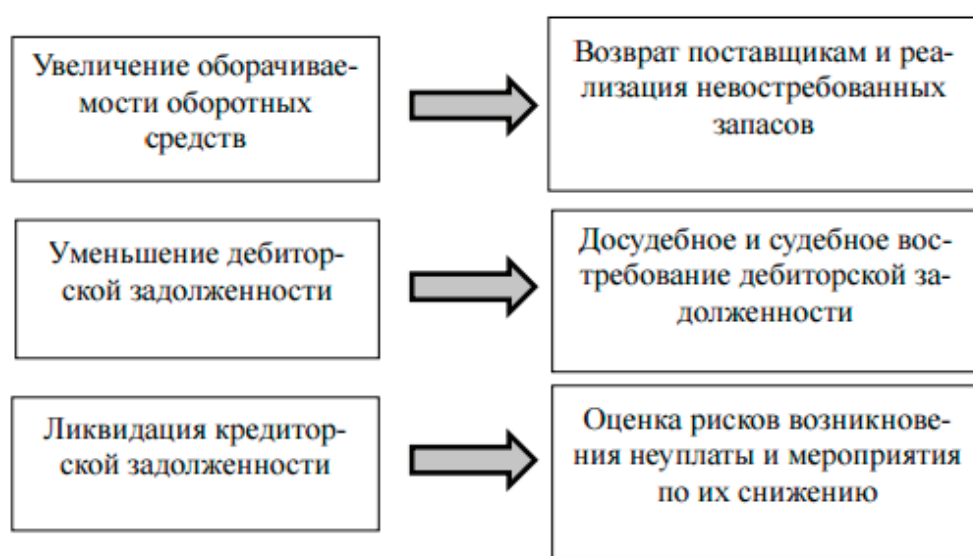 Увеличение оборачивае-
мости оборотных
средств
Возврат поставщикам и реа-
лизация невостребованных
запасов
Уменьшение дебитор-
ской задолженности
Досудебное и судебное вос-
требование дебиторской за-
долженности
Ликвидация кредитор-
ской задолженности
Оценка рисков возникнове-
ния неуплаты и мероприятия
по их снижению